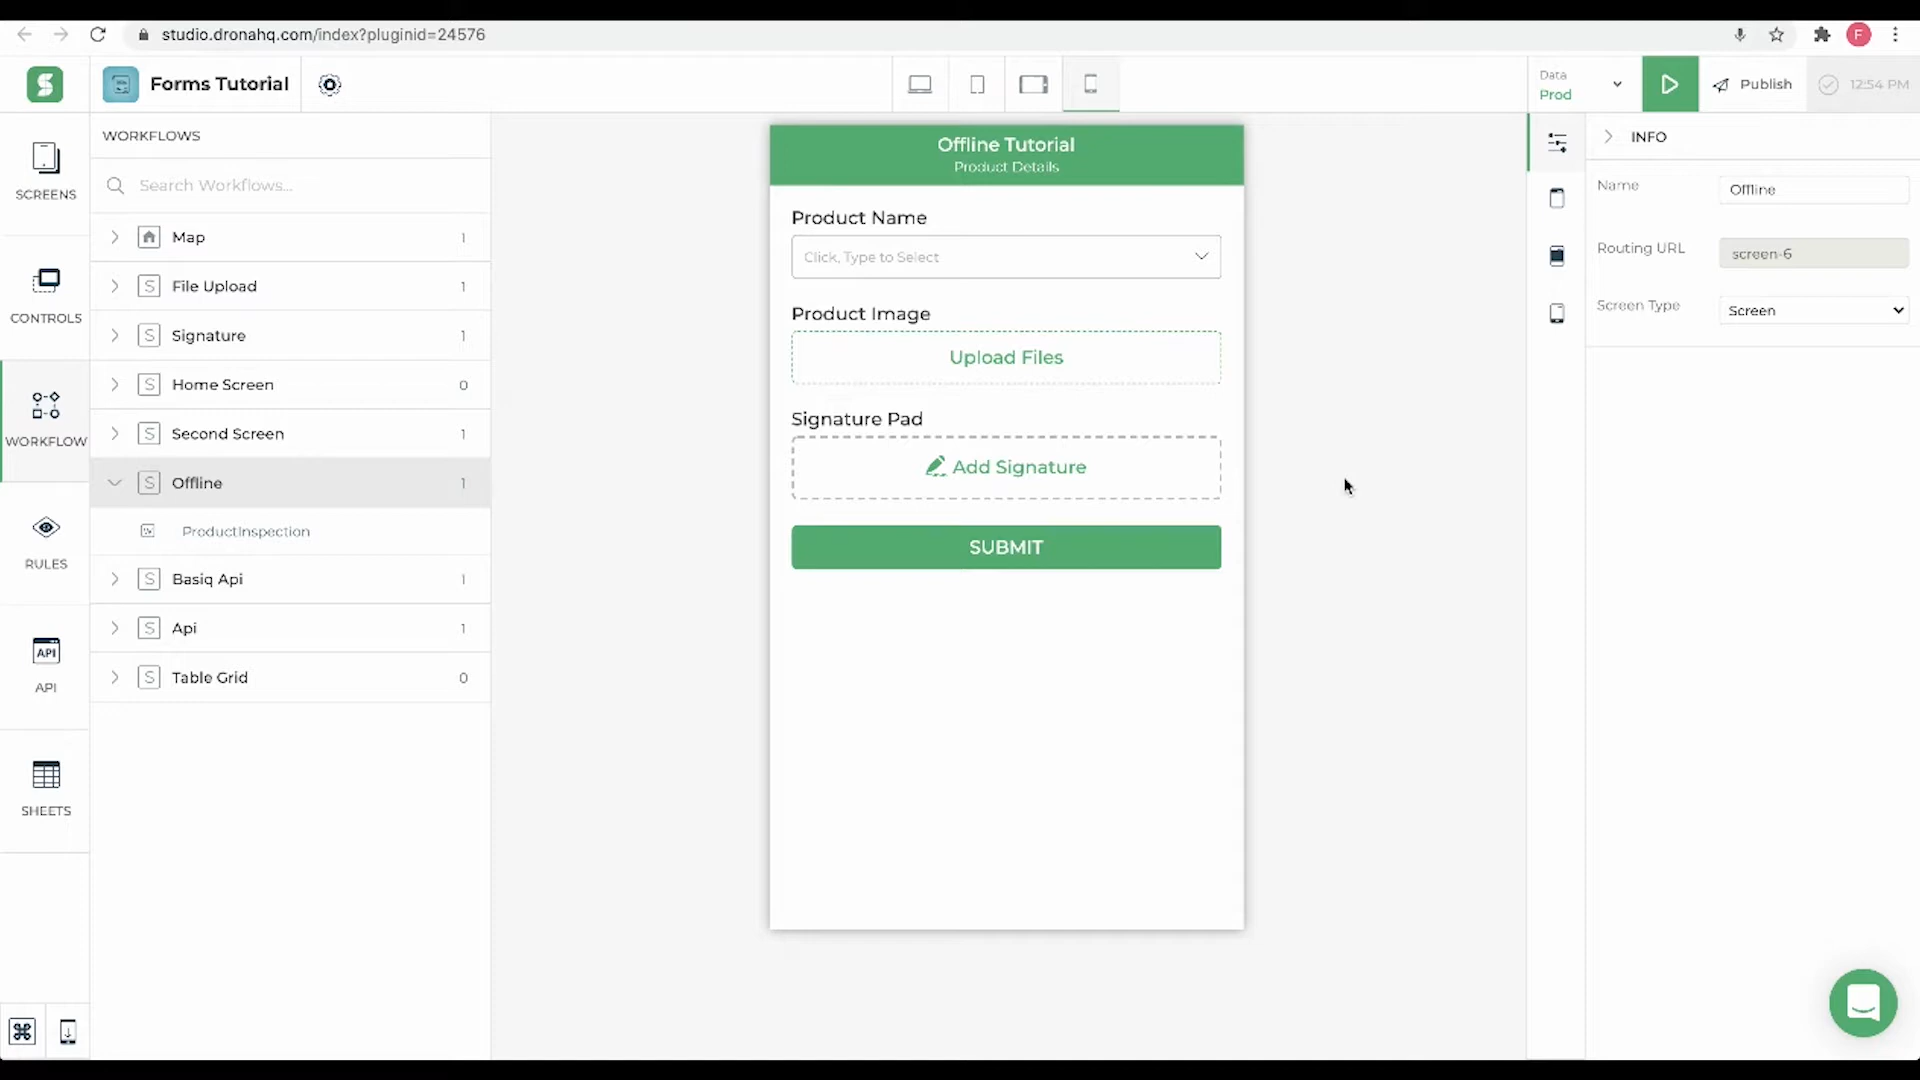 studio.dronahq.com/index?pluginid=24576
F
Forms Tutorial
Data
Prod
Publish
12:54 PM
SCREENS
CONTROLS
WORKFLOW
RULES
API
API
SHEETS
WORKFLOWS
Search Workflows...
Map 1
S File Upload 1
S Signature 1
S Home Screen 0
S Second Screen 1
S Offline 1
ProductInspection
S Basiq Api 1
S Api 1
S Table Grid 0
Offline Tutorial
Product Details
Product Name
Click, Type to Select
Product Image
Upload Files
Signature Pad
Add Signature
SUBMIT
INFO
Name Offline
Routing URL screen-6
Screen Type Screen